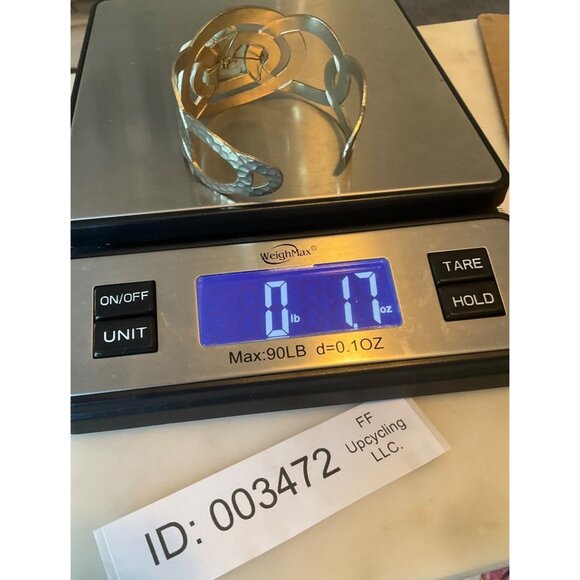 WeighMax®
ON/OFF
UNIT
0 lb 1.7 oz
TARE
HOLD
Max:90LB d=0.1OZ
ID: 003472
FF
Upcycling
LLC.